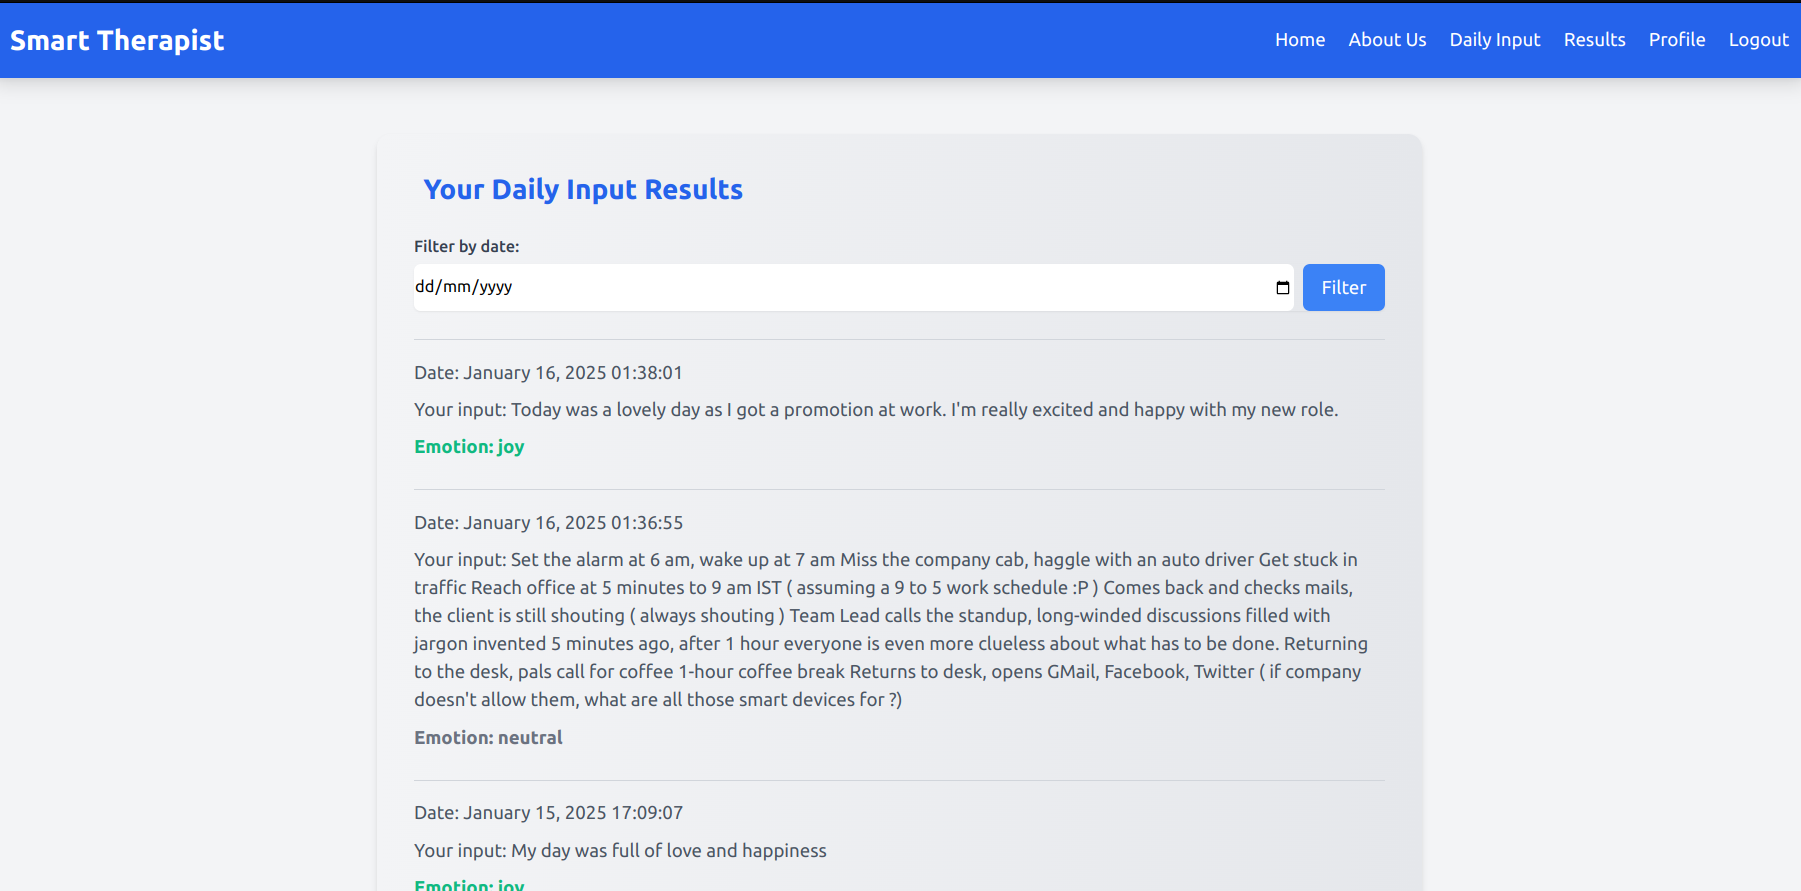 Smart Therapist
Home About Us Daily Input Results Profile Logout
Your Daily Input Results
Filter by date:
dd/mm/yyyy
Filter
Date: January 16, 2025 01:38:01
Your input: Today was a lovely day as I got a promotion at work. I'm really excited and happy with my new role.
Emotion: joy
Date: January 16, 2025 01:36:55
Your input: Set the alarm at 6 am, wake up at 7 am Miss the company cab, haggle with an auto driver Get stuck in
traffic Reach office at 5 minutes to 9 am IST ( assuming a 9 to 5 work schedule :P ) Comes back and checks mails,
the client is still shouting ( always shouting ) Team Lead calls the standup, long-winded discussions filled with
jargon invented 5 minutes ago, after 1 hour everyone is even more clueless about what has to be done. Returning
to the desk, pals call for coffee 1-hour coffee break Returns to desk, opens GMail, Facebook, Twitter ( if company
doesn't allow them, what are all those smart devices for ?)
Emotion: neutral
Date: January 15, 2025 17:09:07
Your input: My day was full of love and happiness
Emotion: joy